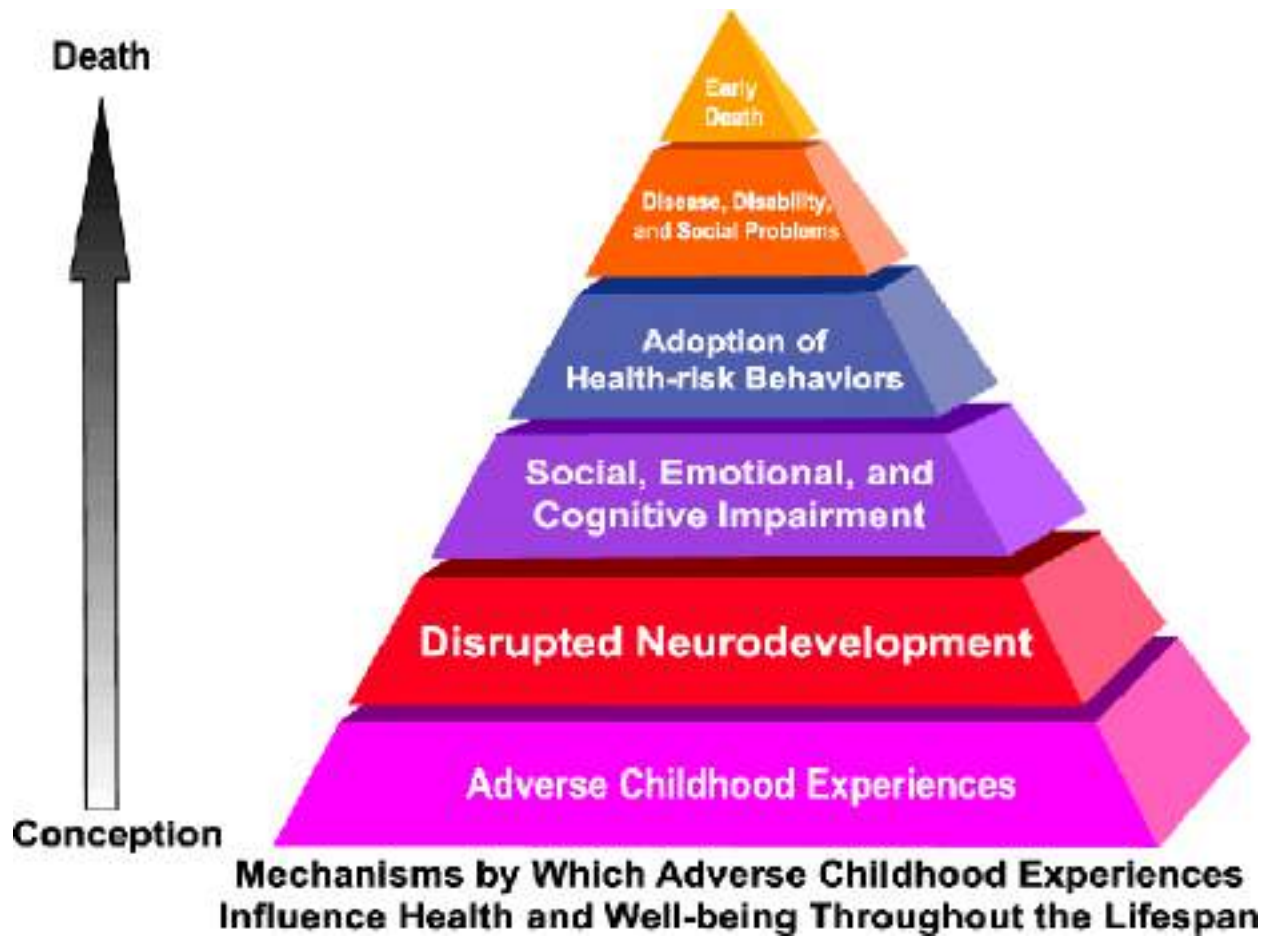 Death
Early
Death
Disease, Disability,
and Social Problems
Adoption of
Health-risk Behaviors
Social, Emotional, and
Cognitive Impairment
Disrupted Neurodevelopment
Adverse Childhood Experiences
Conception
Mechanisms by Which Adverse Childhood Experiences
Influence Health and Well-being Throughout the Lifespan